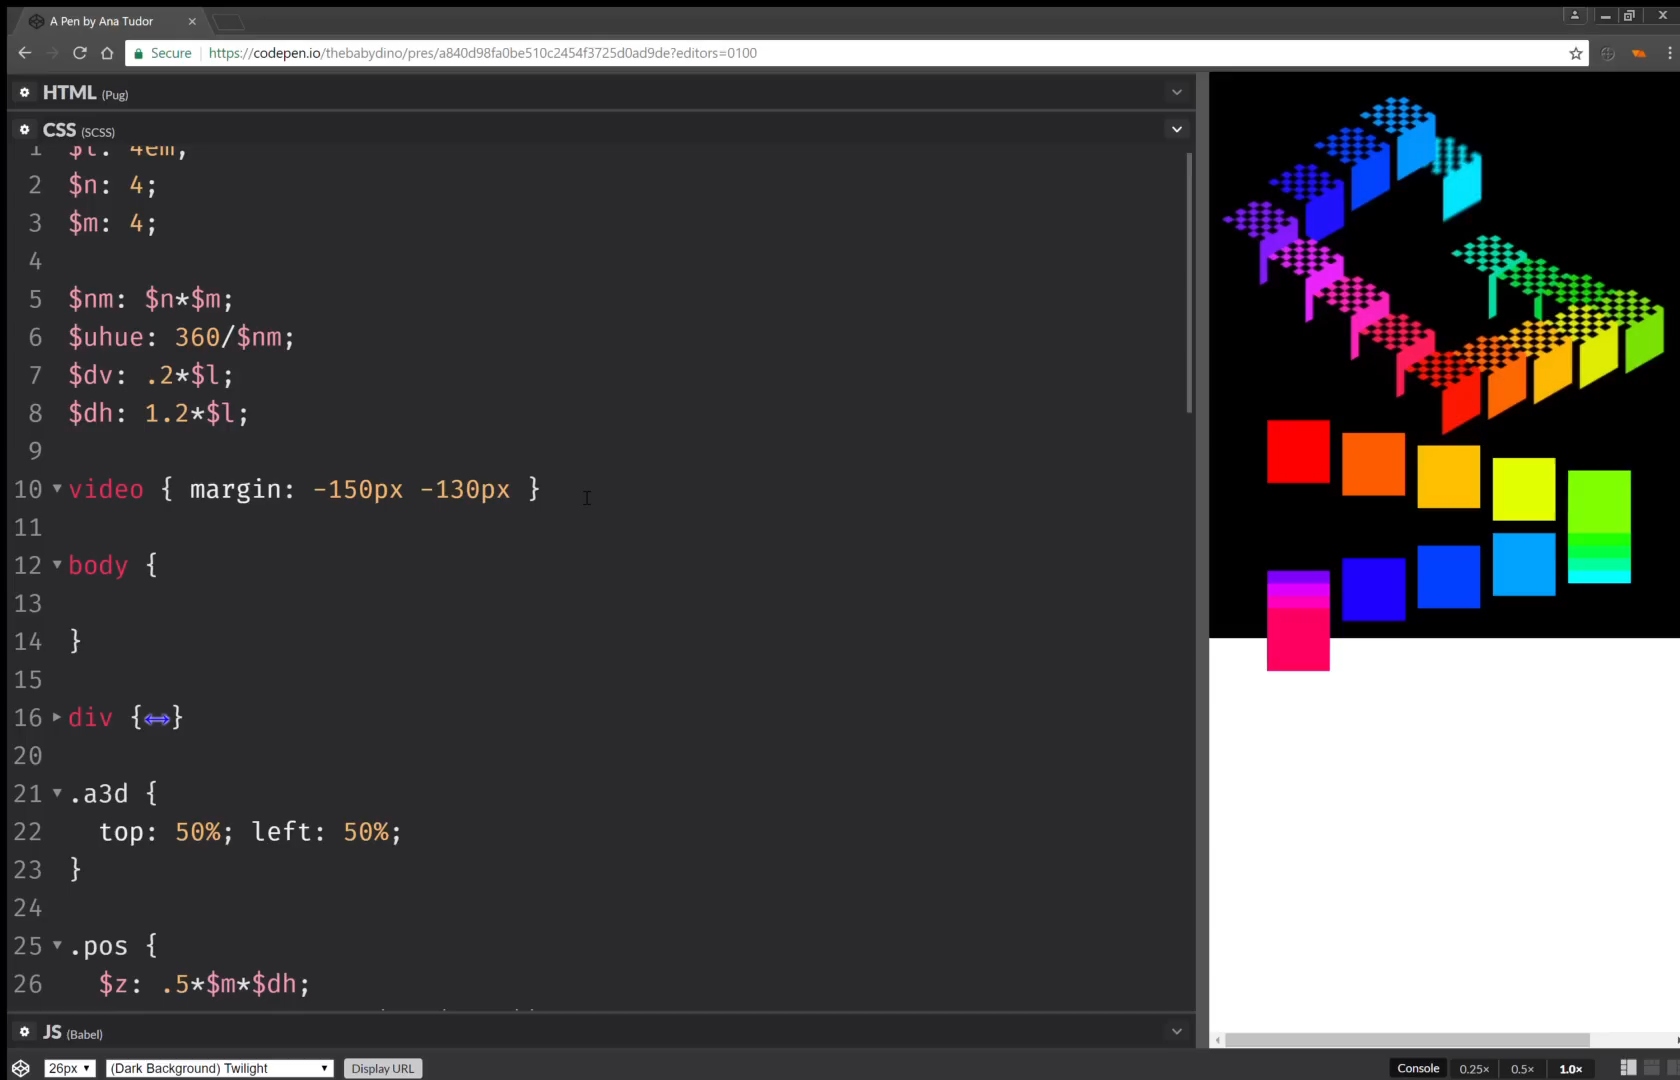 A Pen by Ana Tudor
Secure https://codepen.io/thebabydino/pres/a840d98fa0be510c2454f3725d0ad9de?editors=0100
HTML (Pug)
CSS (SCSS)
1 $l: 4em;
2 $n: 4;
3 $m: 4;
4
5 $nm: $n*$m;
6 $uhue: 360/$nm;
7 $dv: .2*$l;
8 $dh: 1.2*$l;
9
10 video { margin: -150px -130px }
11
12 body {
13
14 }
15
16 div {↔}
20
21 .a3d {
22 top: 50%; left: 50%;
23 }
24
25 .pos {
26 $z: .5*$m*$dh;
JS (Babel)
26px (Dark Background) Twilight Display URL Console 0.25× 0.5× 1.0×